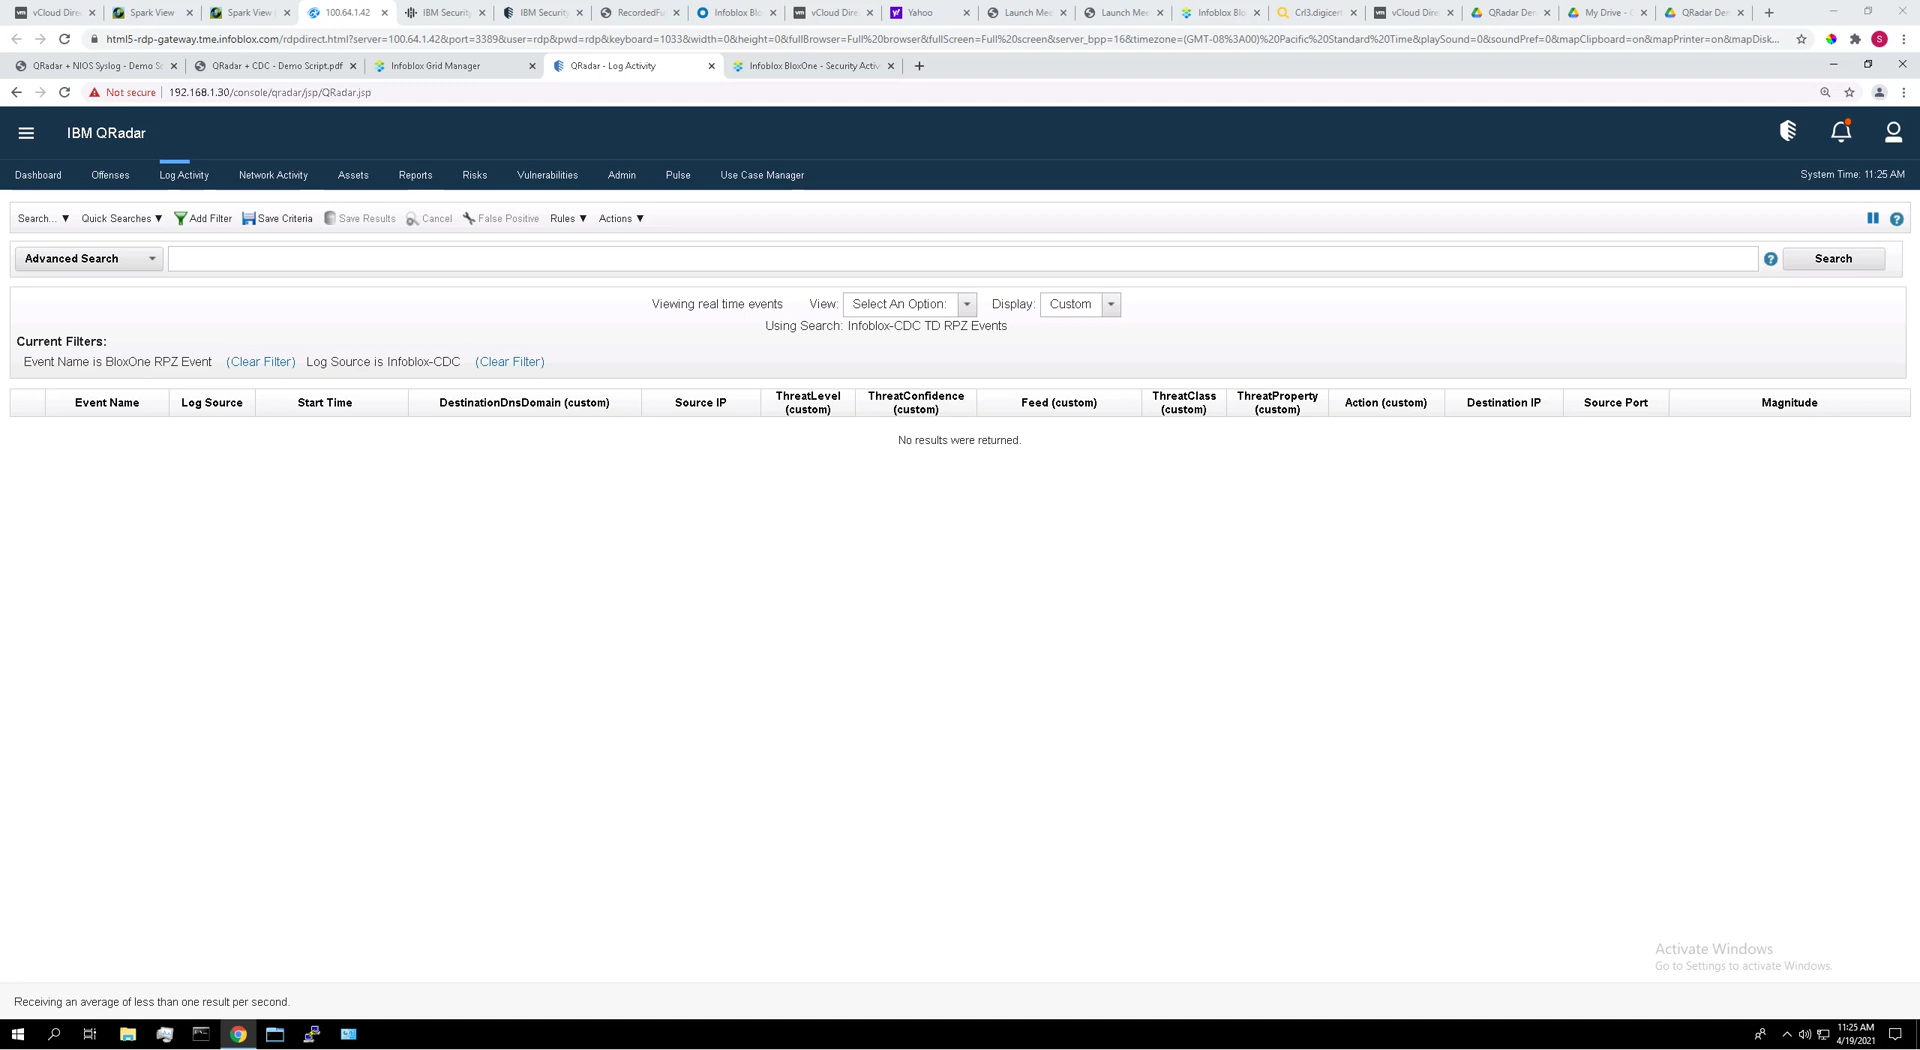 vCloud Dire
Spark View
Spark View
100.64.1.42
IBM Security
IBM Security
RecordedFu
Infoblox Blo
vCloud Dire
Yahoo
Launch Mee
Launch Mee
Infoblox Blo
Crl3.digicert
vCloud Dire
QRadar Der
My Drive - G
QRadar Der
html5-rdp-gateway.tme.infoblox.com/rdpdirect.html?server=100.64.1.42&port=3389&user=rdp&pwd=rdp&keyboard=1033&width=0&height=0&fullBrowser=Full%20browser&fullScreen=Full%20screen&server_bpp=16&timezone=(GMT-08%3A00)%20Pacific%20Standard%20Time&playSound=0&soundPref=0&mapClipboard=on&mapPrinter=on&mapDisk...
QRadar + NIOS Syslog - Demo Sc
QRadar + CDC - Demo Script.pdf
Infoblox Grid Manager
QRadar - Log Activity
Infoblox BloxOne - Security Activi
Not secure 192.168.1.30/console/qradar/jsp/QRadar.jsp
IBM QRadar
Dashboard Offenses Log Activity Network Activity Assets Reports Risks Vulnerabilities Admin Pulse Use Case Manager System Time: 11:25 AM
Search... ▼ Quick Searches ▼ Add Filter Save Criteria Save Results Cancel False Positive Rules ▼ Actions ▼
Advanced Search Search
Viewing real time events View: Select An Option: Display: Custom
Using Search: Infoblox-CDC TD RPZ Events
Current Filters:
Event Name is BloxOne RPZ Event (Clear Filter) Log Source is Infoblox-CDC (Clear Filter)
Event Name Log Source Start Time DestinationDnsDomain (custom) Source IP ThreatLevel (custom) ThreatConfidence (custom) Feed (custom) ThreatClass (custom) ThreatProperty (custom) Action (custom) Destination IP Source Port Magnitude
No results were returned.
Activate Windows
Go to Settings to activate Windows.
Receiving an average of less than one result per second.
11:25 AM
4/19/2021